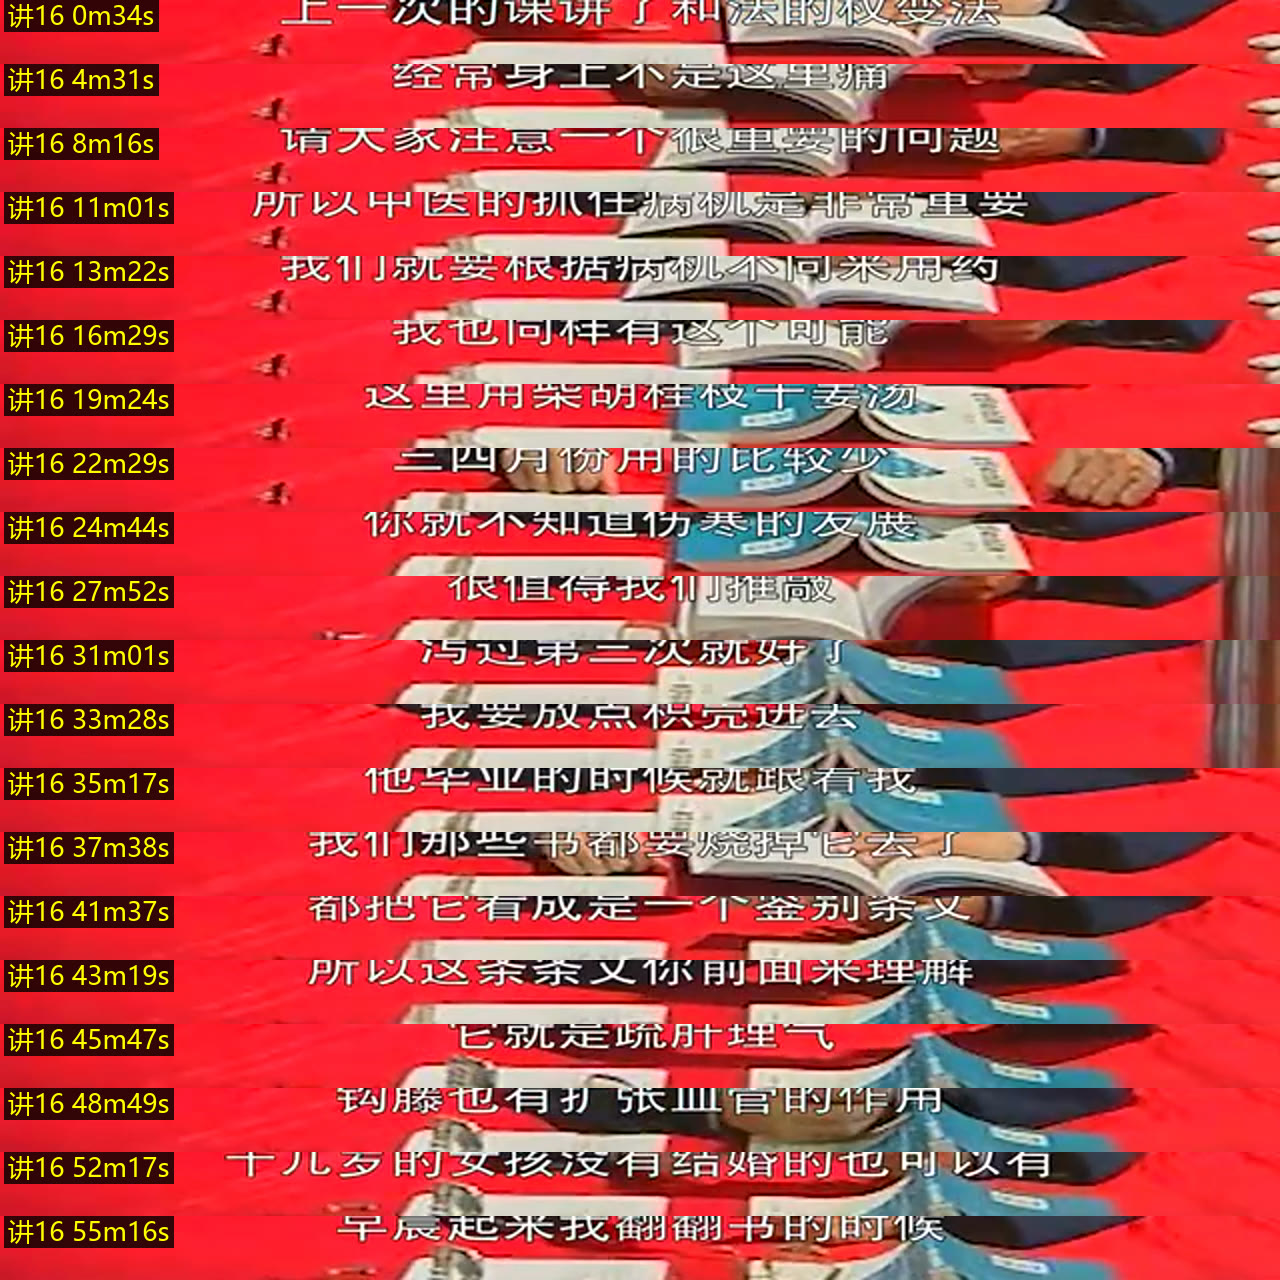 讲16 0m34s 上一次的课讲了和法的权变法
讲16 4m31s 经常身上不是这里痛
讲16 8m16s 请大家注意一个很重要的问题
讲16 11m01s 所以中医的抓住病机是非常重要
讲16 13m22s 我们就要根据病机不同来用药
讲16 16m29s 我也同样有这个可能
讲16 19m24s 这里用柴胡桂枝干姜汤
讲16 22m29s 三四月份用的比较少
讲16 24m44s 你就不知道伤寒的发展
讲16 27m52s 很值得我们推敲
讲16 31m01s 泻过第三次就好了
讲16 33m28s 我要放点枳壳进去
讲16 35m17s 他毕业的时候就跟着我
讲16 37m38s 我们那些书都要烧掉它去了
讲16 41m37s 都把它看成是一个鉴别条文
讲16 43m19s 所以这条条文你前面来理解
讲16 45m47s 它就是疏肝理气
讲16 48m49s 钩藤也有扩张血管的作用
讲16 52m17s 十几岁的女孩没有结婚的也可以有
讲16 55m16s 早晨起来我翻翻书的时候